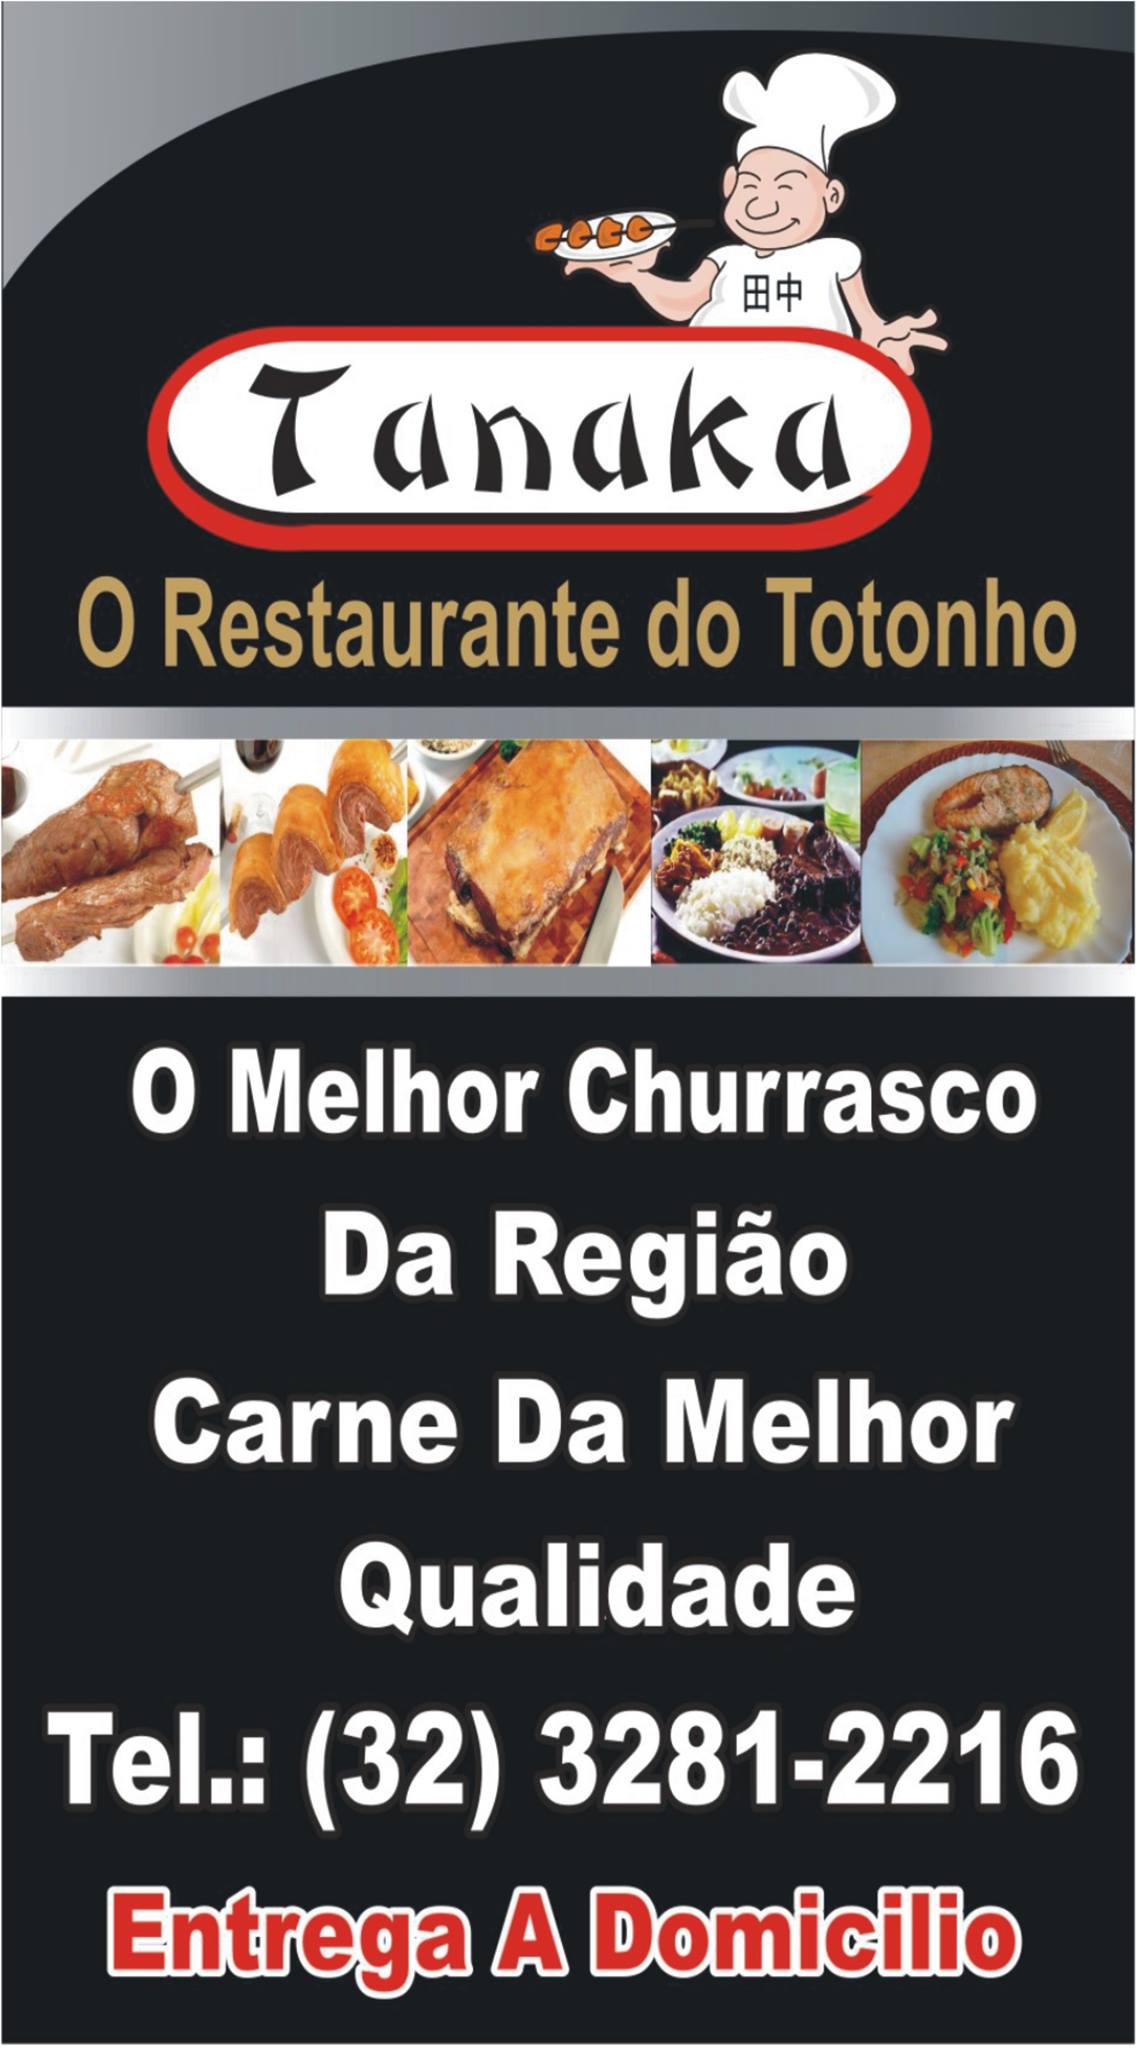 田中
Tanaka
O Restaurante do Totonho
O Melhor Churrasco
Da Região
Carne Da Melhor
Qualidade
Tel.: (32) 3281-2216
Entrega A Domicilio